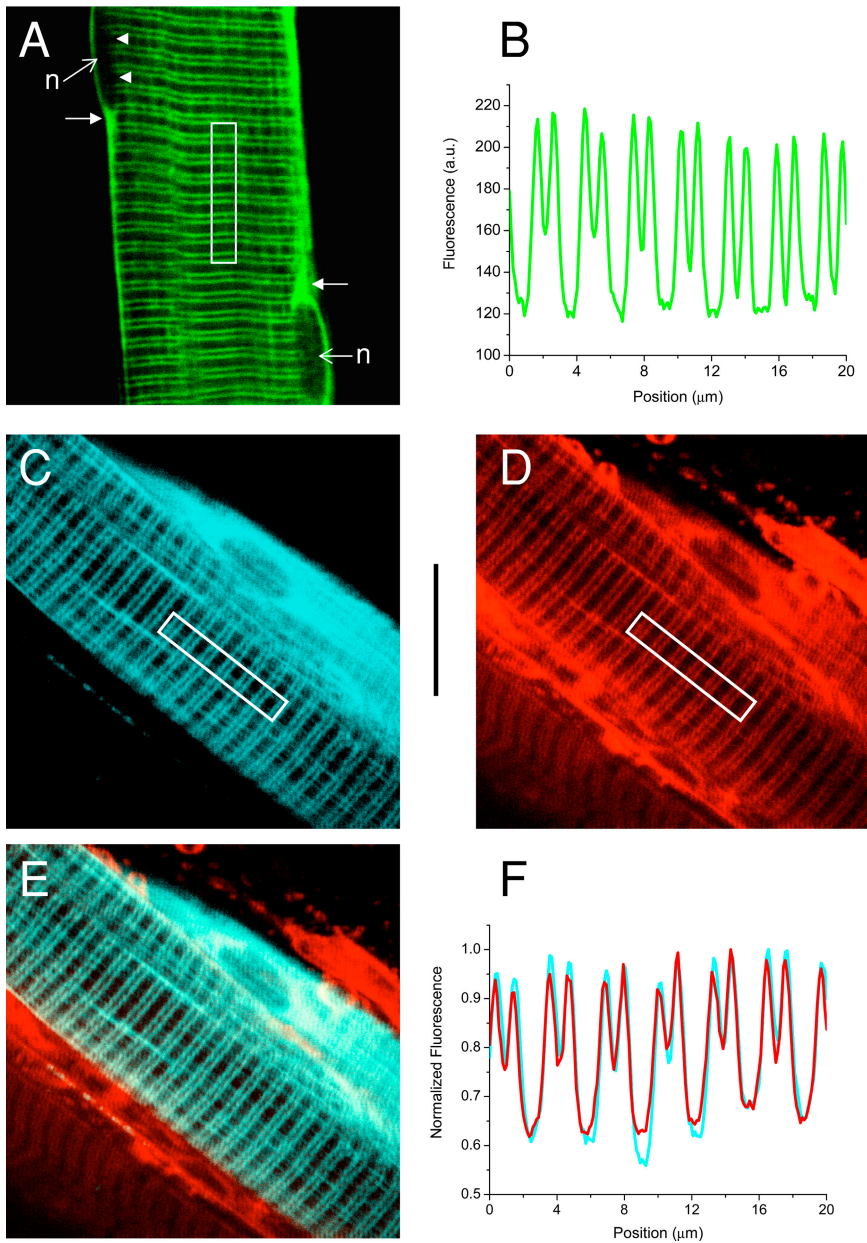 A
n
n
B
220
200
180
160
140
120
100
Fluorescence (a.u.)
0 4 8 12 16 20
Position (μm)
C
D
E
F
1.0
0.9
0.8
0.7
0.6
0.5
Normalized Fluorescence
0 4 8 12 16 20
Position (μm)